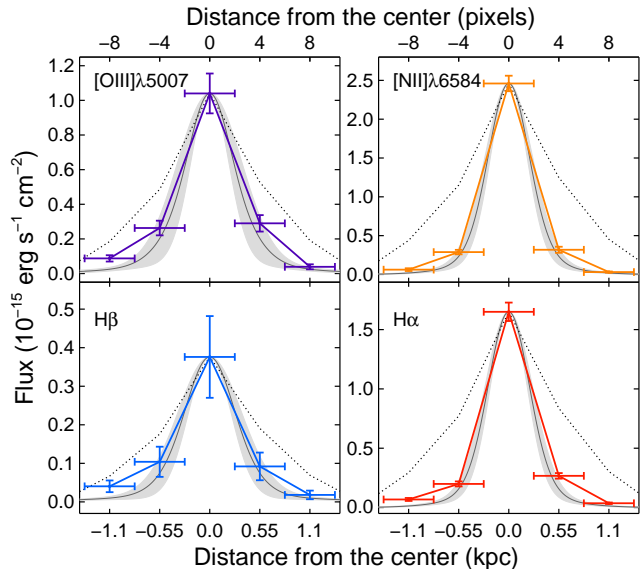 Distance from the center (pixels)
−8 −4 0 4 8 −8 −4 0 4 8
[OIII]λ5007
[NII]λ6584
1.2
1.0
0.8
0.6
0.4
0.2
0.0
2.5
2.0
1.5
1.0
0.5
0.0
Flux (10⁻¹⁵ erg s⁻¹ cm⁻²)
Hβ
Hα
0.5
0.4
0.3
0.2
0.1
0.0
1.5
1.0
0.5
0.0
−1.1 −0.55 0.0 0.55 1.1 −1.1 −0.55 0.0 0.55 1.1
Distance from the center (kpc)